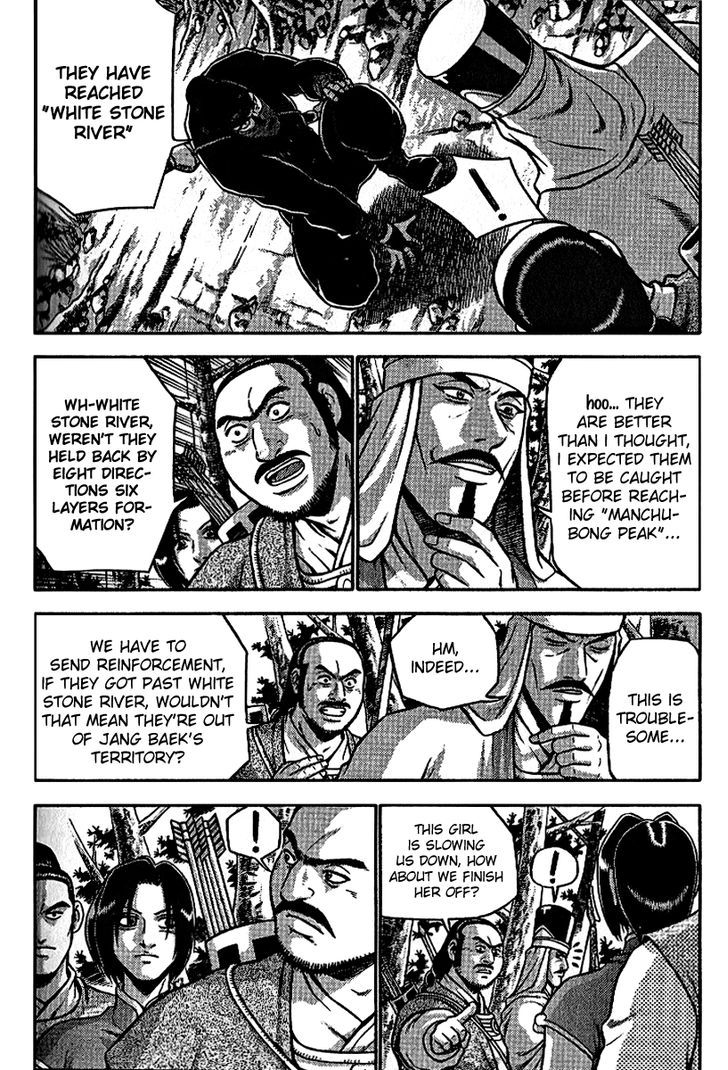 THEY HAVE
REACHED
"WHITE STONE
RIVER"
!
hoo... THEY
ARE BETTER
THAN I THOUGHT,
I EXPECTED THEM
TO BE CAUGHT
BEFORE REACH-
ING "MANCHU-
BONG PEAK"...
WH-WHITE
STONE RIVER,
WEREN'T THEY
HELD BACK BY
EIGHT DIREC-
TIONS SIX
LAYERS FOR-
MATION?
THIS IS
TROUBLE-
SOME...
HM,
INDEED...
WE HAVE TO
SEND REINFORCEMENT,
IF THEY GOT PAST WHITE
STONE RIVER, WOULDN'T
THAT MEAN THEY'RE OUT
OF JANG BAEK'S
TERRITORY?
!
THIS GIRL
IS SLOWING
US DOWN, HOW
ABOUT WE FINISH
HER OFF?
!